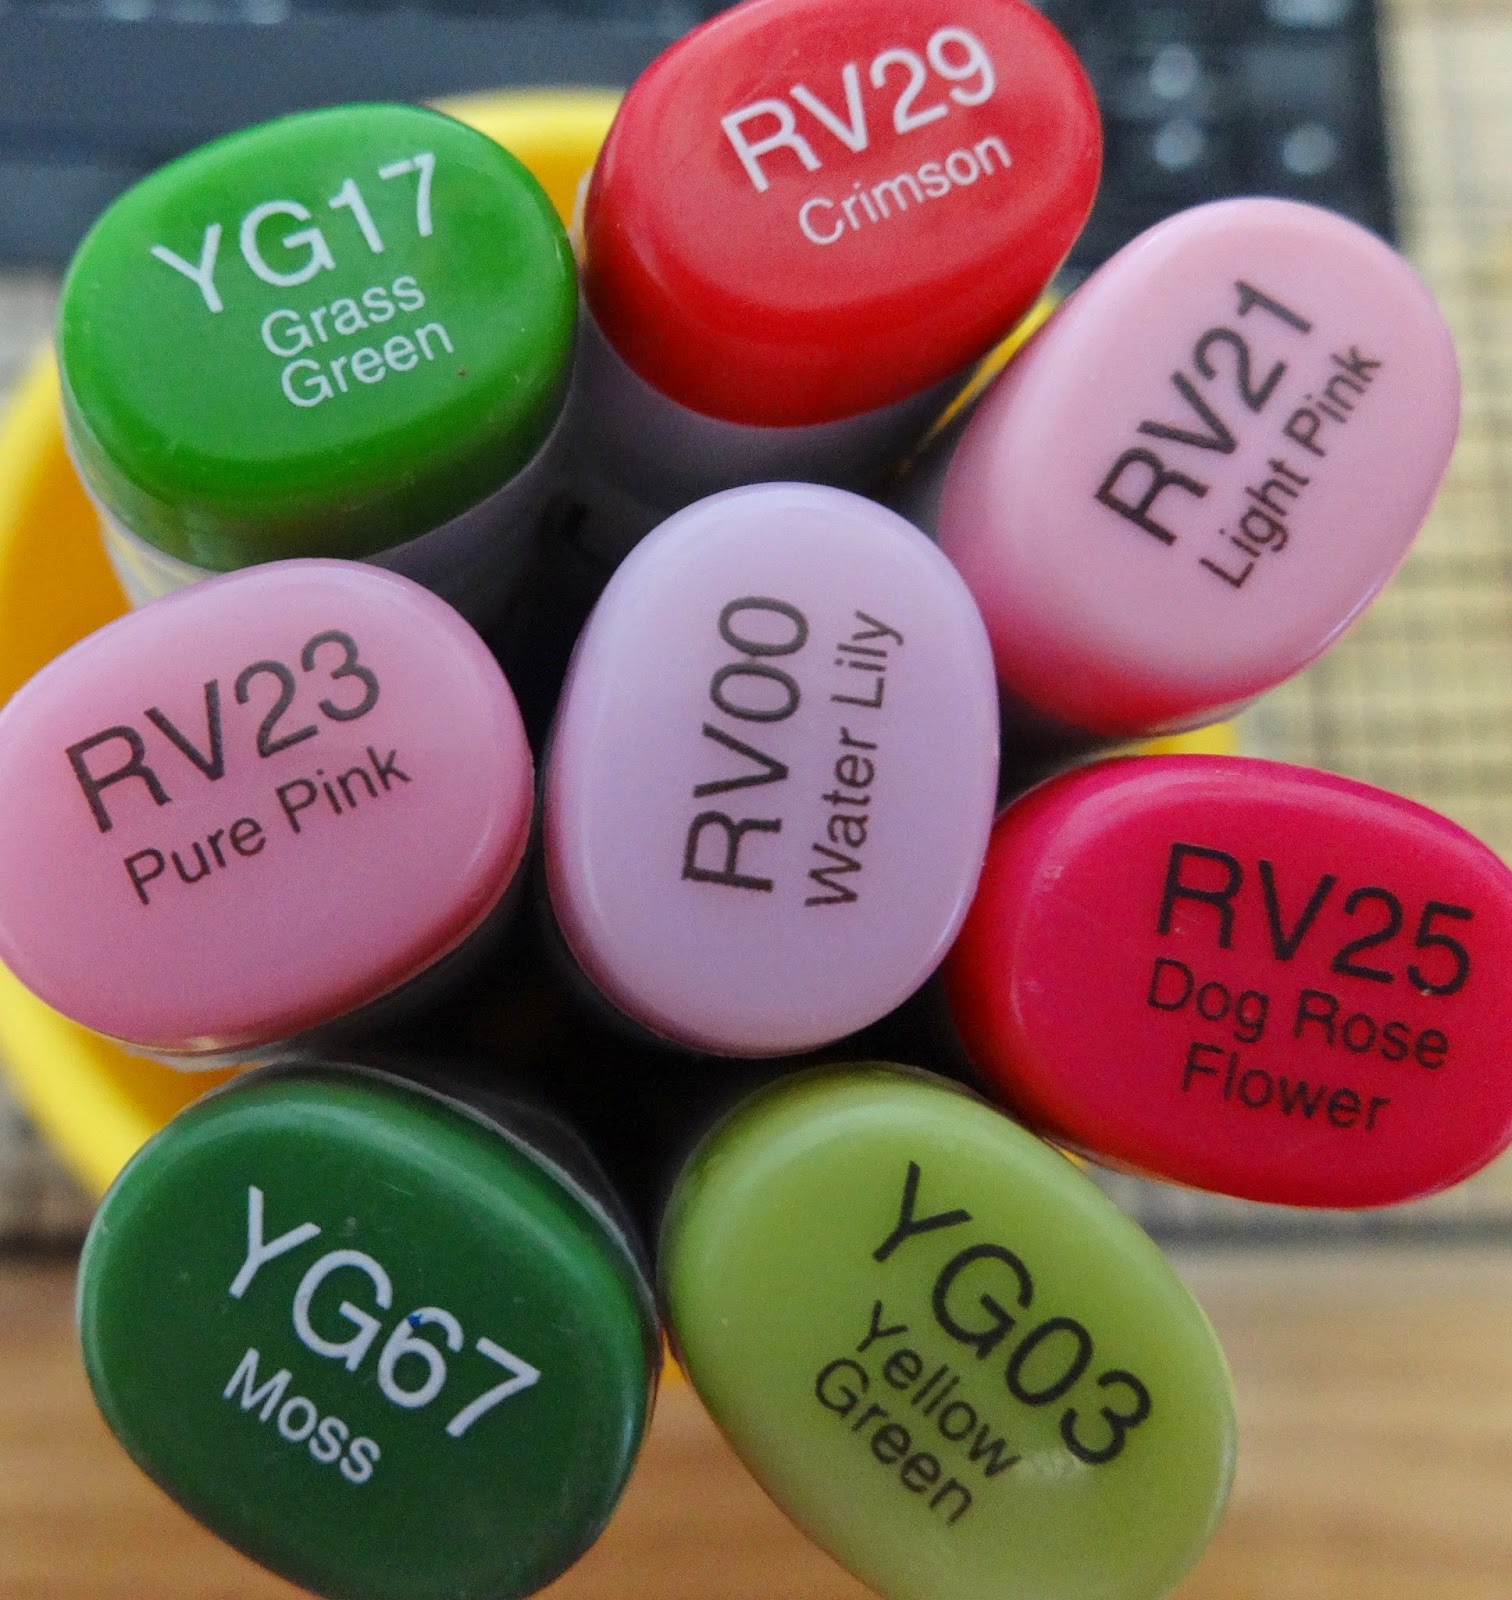 RV29
Crimson
YG17
Grass
Green
RV21
Light Pink
RV23
Pure Pink
RV00
Water Lily
RV25
Dog Rose
Flower
YG67
Moss
YG03
Yellow
Green